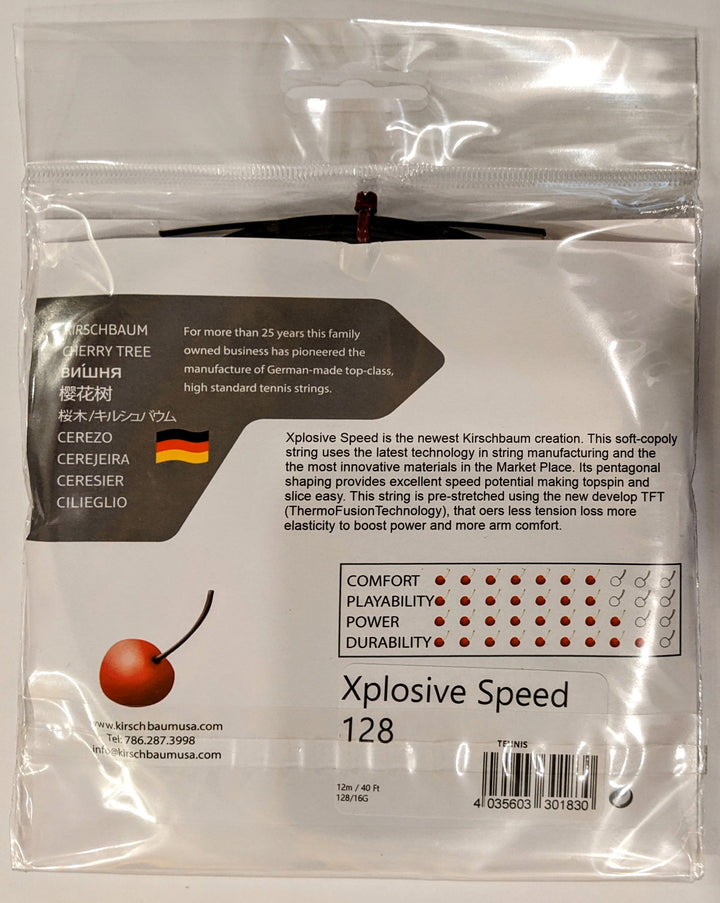 KIRSCHBAUM
CHERRY TREE
ВИ́ШНЯ
樱花树
桜木/キルシュバウム
CEREZO
CEREJEIRA
CERESIER
CILIEGLIO
For more than 25 years this family
owned business has pioneered the
manufacture of German-made top-class,
high standard tennis strings.
Xplosive Speed is the newest Kirschbaum creation. This soft-copoly
string uses the latest technology in string manufacturing and the
the most innovative materials in the Market Place. Its pentagonal
shaping provides excellent speed potential making topspin and
slice easy. This string is pre-stretched using the new develop TFT
(ThermoFusionTechnology), that oers less tension loss more
elasticity to boost power and more arm comfort.
COMFORT
PLAYABILITY
POWER
DURABILITY
Xplosive Speed
128
www.kirschbaumusa.com
Tel: 786.287.3998
info@kirschbaumusa.com
TENNIS
12m / 40 Ft
128/16G
4 035603 301830